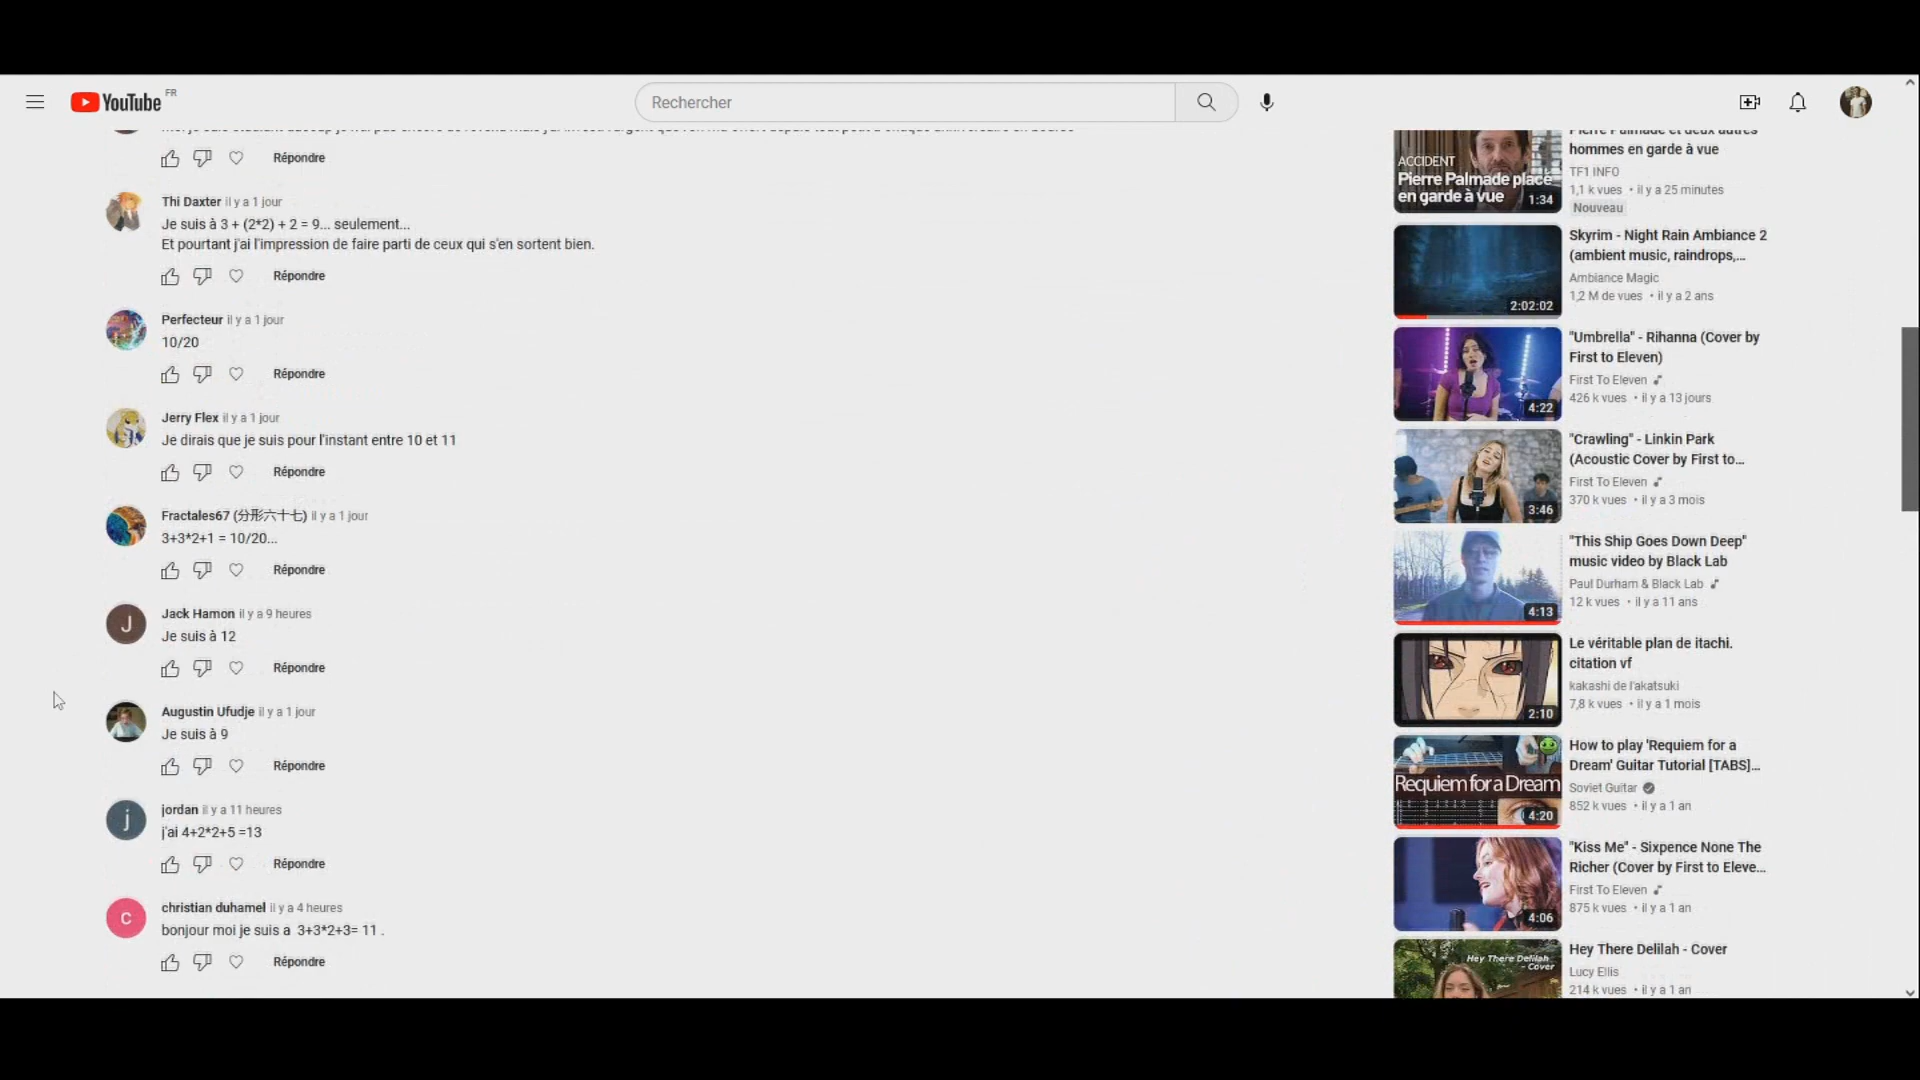 YouTube FR
Rechercher
Répondre
Thi Daxter il y a 1 jour
Je suis à 3 + (2*2) + 2 = 9... seulement...
Et pourtant j'ai l'impression de faire parti de ceux qui s'en sortent bien.
Répondre
Perfecteur il y a 1 jour
10/20
Répondre
Jerry Flex il y a 1 jour
Je dirais que je suis pour l'instant entre 10 et 11
Répondre
Fractales67 (分形六十七) il y a 1 jour
3+3*2+1 = 10/20...
Répondre
J
Jack Hamon il y a 9 heures
Je suis à 12
Répondre
Augustin Ufudje il y a 1 jour
Je suis à 9
Répondre
j
jordan il y a 11 heures
j'ai 4+2*2+5 =13
Répondre
c
christian duhamel il y a 4 heures
bonjour moi je suis a 3+3*2+3= 11 .
Répondre
ACCIDENT
Pierre Palmade placé
en garde à vue
1:34
Pierre Palmade et deux autres
hommes en garde à vue
TF1 INFO
1,1 k vues • il y a 25 minutes
Nouveau
2:02:02
Skyrim - Night Rain Ambiance 2
(ambient music, raindrops,...
Ambiance Magic
1,2 M de vues • il y a 2 ans
4:22
"Umbrella" - Rihanna (Cover by
First to Eleven)
First To Eleven
426 k vues • il y a 13 jours
3:46
"Crawling" - Linkin Park
(Acoustic Cover by First to...
First To Eleven
370 k vues • il y a 3 mois
4:13
"This Ship Goes Down Deep"
music video by Black Lab
Paul Durham & Black Lab
12 k vues • il y a 11 ans
2:10
Le véritable plan de itachi.
citation vf
kakashi de l'akatsuki
7,8 k vues • il y a 1 mois
Requiem for a Dream
4:20
How to play 'Requiem for a
Dream' Guitar Tutorial [TABS]...
Soviet Guitar
852 k vues • il y a 1 an
4:06
"Kiss Me" - Sixpence None The
Richer (Cover by First to Eleve...
First To Eleven
875 k vues • il y a 1 an
Hey There Delilah
- Cover
Hey There Delilah - Cover
Lucy Ellis
214 k vues • il y a 1 an